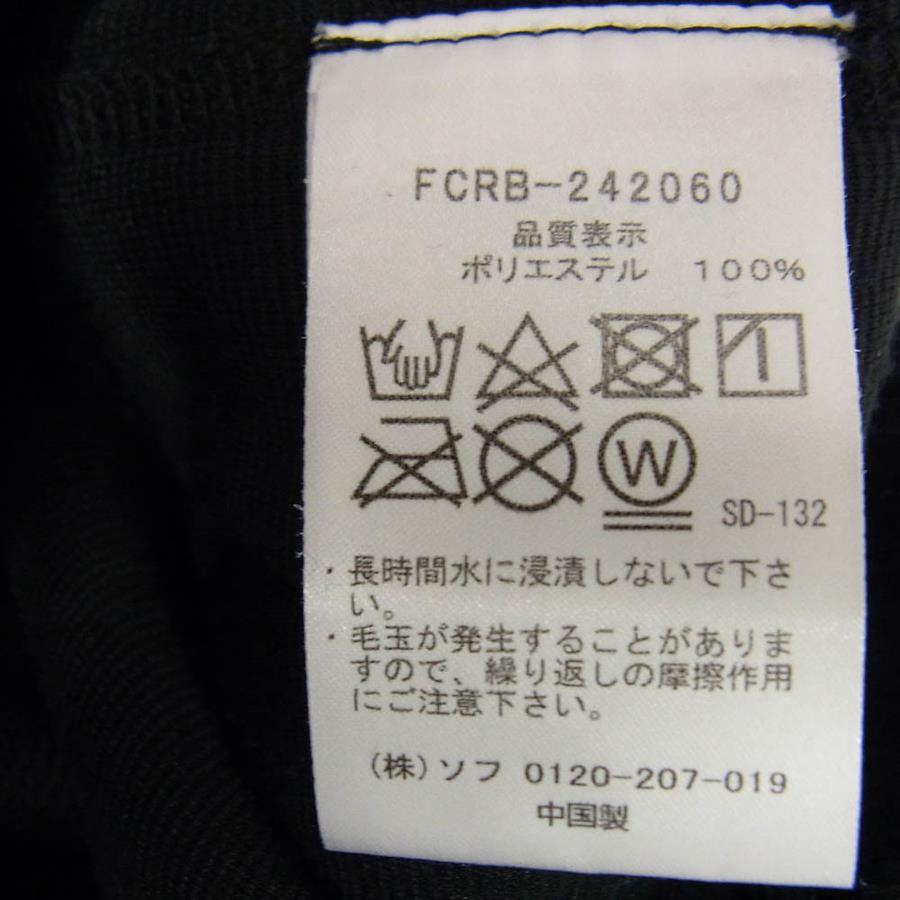 FCRB-242060
品質表示
ポリエステル　１００％
W
SD-132
・長時間水に浸漬しないで下さ
い。
・毛玉が発生することがありま
すので、繰り返しの摩擦作用
にご注意下さい。
(株)ソフ 0120-207-019
中国製